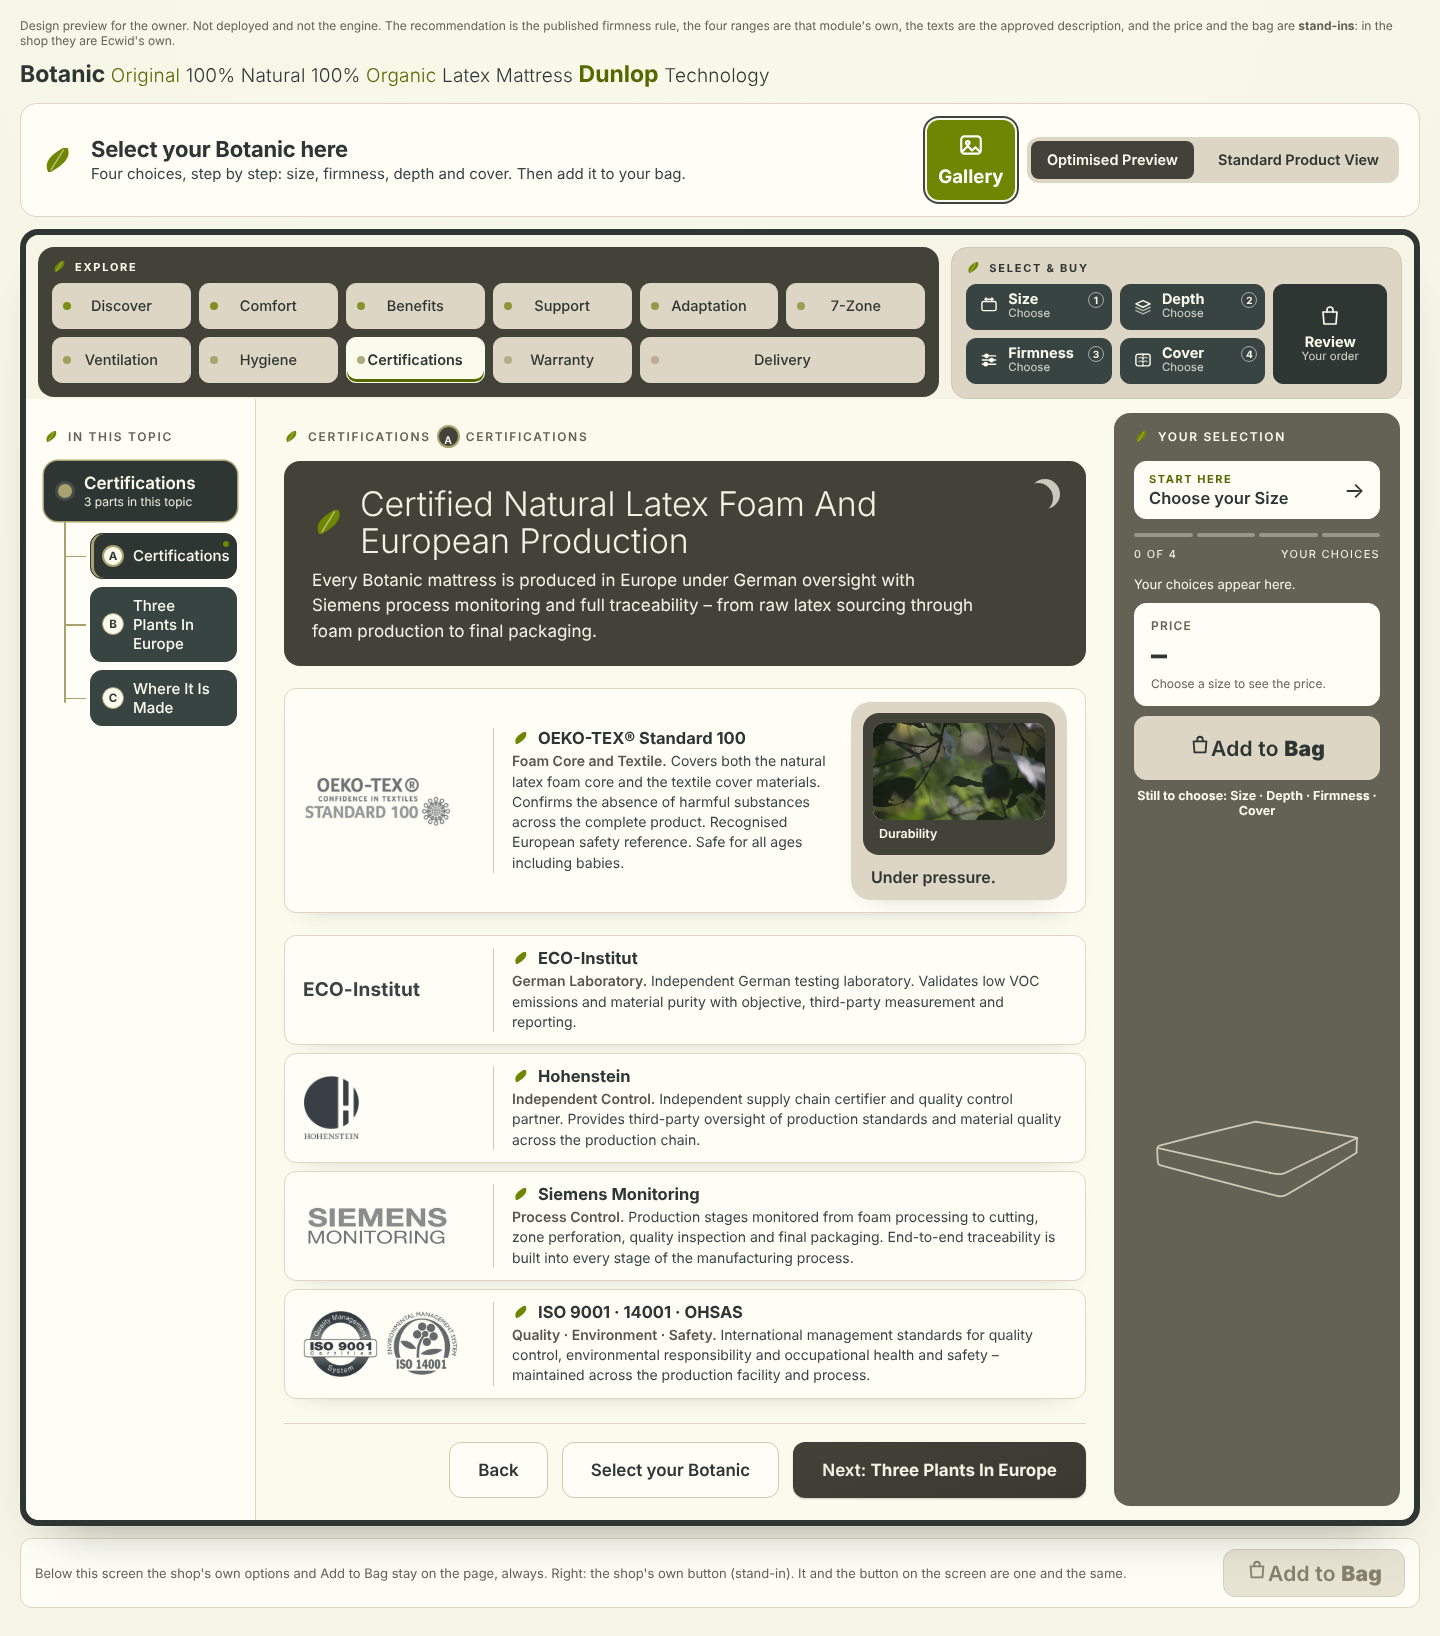 Design preview for the owner. Not deployed and not the engine. The recommendation is the published firmness rule, the four ranges are that module's own, the texts are the approved description, and the price and the bag are stand-ins: in the
shop they are Ecwid's own.
Botanic Original 100% Natural 100% Organic Latex Mattress Dunlop Technology
Select your Botanic here
Four choices, step by step: size, firmness, depth and cover. Then add it to your bag.
Gallery
Optimised Preview
Standard Product View
EXPLORE
Discover
Comfort
Benefits
Support
Adaptation
7-Zone
Ventilation
Hygiene
Certifications
Warranty
Delivery
SELECT & BUY
Size
Choose
1
Depth
Choose
2
Firmness
Choose
3
Cover
Choose
4
Review
Your order
IN THIS TOPIC
Certifications
3 parts in this topic
A
Certifications
B
Three
Plants In
Europe
C
Where It Is
Made
CERTIFICATIONS A CERTIFICATIONS
Certified Natural Latex Foam And
European Production
Every Botanic mattress is produced in Europe under German oversight with
Siemens process monitoring and full traceability – from raw latex sourcing through
foam production to final packaging.
OEKO-TEX®
CONFIDENCE IN TEXTILES
STANDARD 100
OEKO-TEX® Standard 100
Foam Core and Textile. Covers both the natural
latex foam core and the textile cover materials.
Confirms the absence of harmful substances
across the complete product. Recognised
European safety reference. Safe for all ages
including babies.
Durability
Under pressure.
ECO-Institut
ECO-Institut
German Laboratory. Independent German testing laboratory. Validates low VOC
emissions and material purity with objective, third-party measurement and
reporting.
HOHENSTEIN
Hohenstein
Independent Control. Independent supply chain certifier and quality control
partner. Provides third-party oversight of production standards and material quality
across the production chain.
SIEMENS
MONITORING
Siemens Monitoring
Process Control. Production stages monitored from foam processing to cutting,
zone perforation, quality inspection and final packaging. End-to-end traceability is
built into every stage of the manufacturing process.
Quality Management
ISO 9001
Certified
System
ENVIRONMENTAL MANAGEMENT SYSTEM
ISO 14001
ISO 9001 · 14001 · OHSAS
Quality · Environment · Safety. International management standards for quality
control, environmental responsibility and occupational health and safety –
maintained across the production facility and process.
Back
Select your Botanic
Next: Three Plants In Europe
YOUR SELECTION
START HERE
Choose your Size
0 OF 4
YOUR CHOICES
Your choices appear here.
PRICE
–
Choose a size to see the price.
Add to Bag
Still to choose: Size · Depth · Firmness ·
Cover
Below this screen the shop's own options and Add to Bag stay on the page, always. Right: the shop's own button (stand-in). It and the button on the screen are one and the same.
Add to Bag